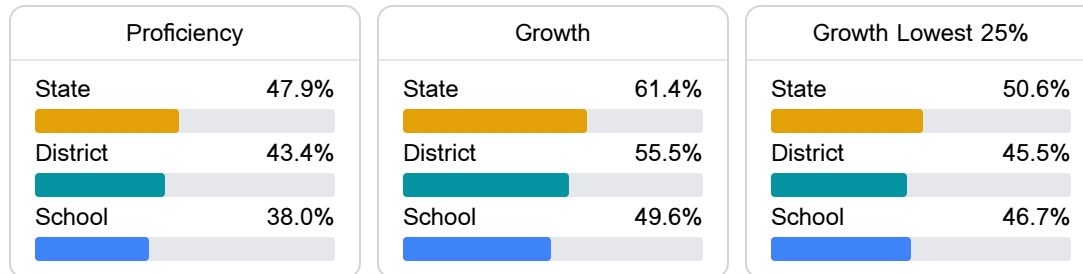 Proficiency
State 47.9%
District 43.4%
School 38.0%
Growth
State 61.4%
District 55.5%
School 49.6%
Growth Lowest 25%
State 50.6%
District 45.5%
School 46.7%